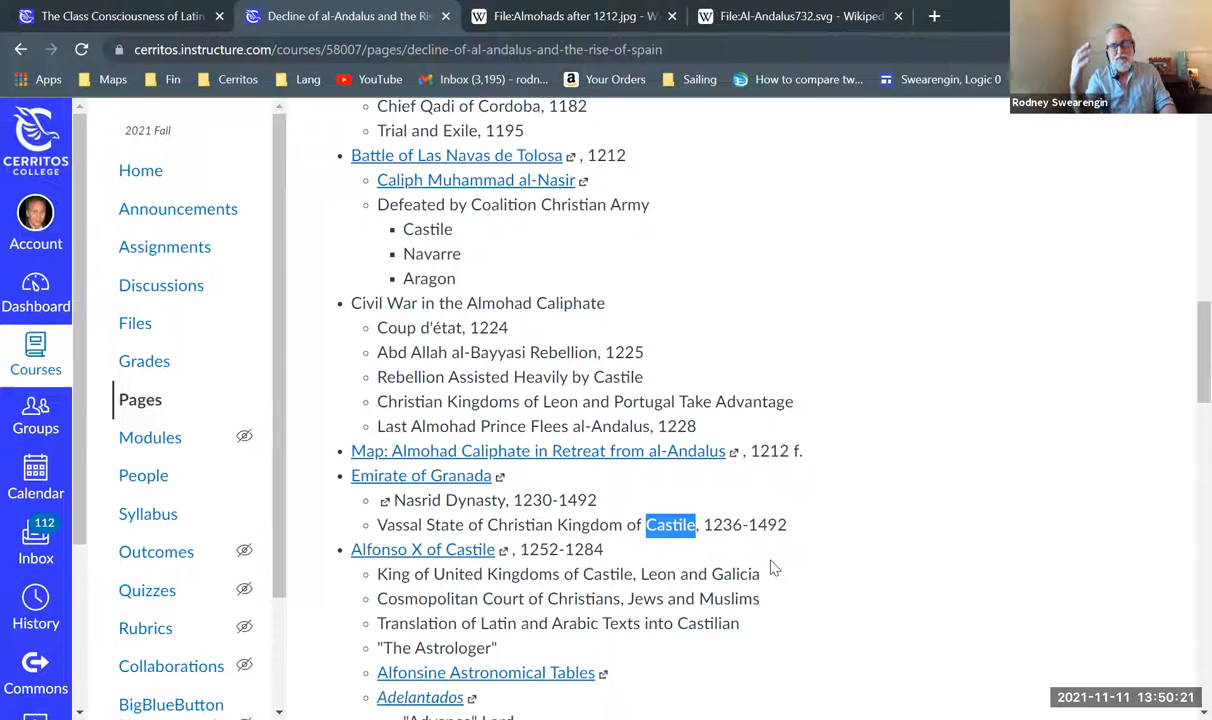 The Class Consciousness of Latin
Decline of al-Andalus and the Ris
File:Almohads after 1212.jpg - W
File:Al-Andalus732.svg - Wikiped
cerritos.instructure.com/courses/58007/pages/decline-of-al-andalus-and-the-rise-of-spain
Apps
Maps
Fin
Cerritos
Lang
YouTube
Inbox (3,195) - rodn...
Your Orders
Sailing
How to compare tw...
Swearengin, Logic 0
Rodney Swearengin
CERRITOS
COLLEGE
Account
Dashboard
Courses
Groups
Calendar
112
Inbox
History
Commons
2021 Fall
Home
Announcements
Assignments
Discussions
Files
Grades
Pages
Modules
People
Syllabus
Outcomes
Quizzes
Rubrics
Collaborations
BigBlueButton
Chief Qadi of Cordoba, 1182
Trial and Exile, 1195
Battle of Las Navas de Tolosa , 1212
Caliph Muhammad al-Nasir
Defeated by Coalition Christian Army
Castile
Navarre
Aragon
Civil War in the Almohad Caliphate
Coup d'état, 1224
Abd Allah al-Bayyasi Rebellion, 1225
Rebellion Assisted Heavily by Castile
Christian Kingdoms of Leon and Portugal Take Advantage
Last Almohad Prince Flees al-Andalus, 1228
Map: Almohad Caliphate in Retreat from al-Andalus , 1212 f.
Emirate of Granada
Nasrid Dynasty, 1230-1492
Vassal State of Christian Kingdom of Castile, 1236-1492
Alfonso X of Castile , 1252-1284
King of United Kingdoms of Castile, Leon and Galicia
Cosmopolitan Court of Christians, Jews and Muslims
Translation of Latin and Arabic Texts into Castilian
"The Astrologer"
Alfonsine Astronomical Tables
Adelantados
"Advance" Lord
2021-11-11 13:50:21